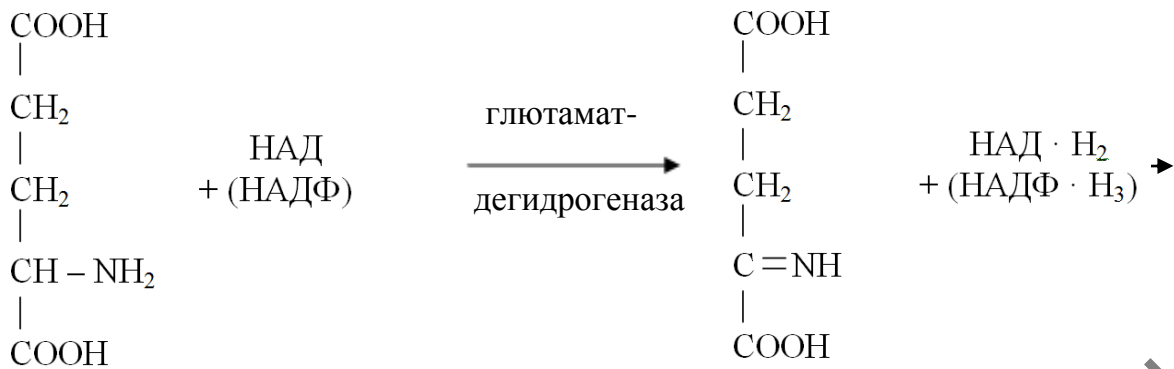 COOH
|
CH₂
|
CH₂
|
CH – NH₂
|
COOH
НАД
+ (НАДФ)
глютамат-
дегидрогеназа
COOH
|
CH₂
|
CH₂
|
C=NH
|
COOH
НАД · H₂
+ (НАДФ · H₃)